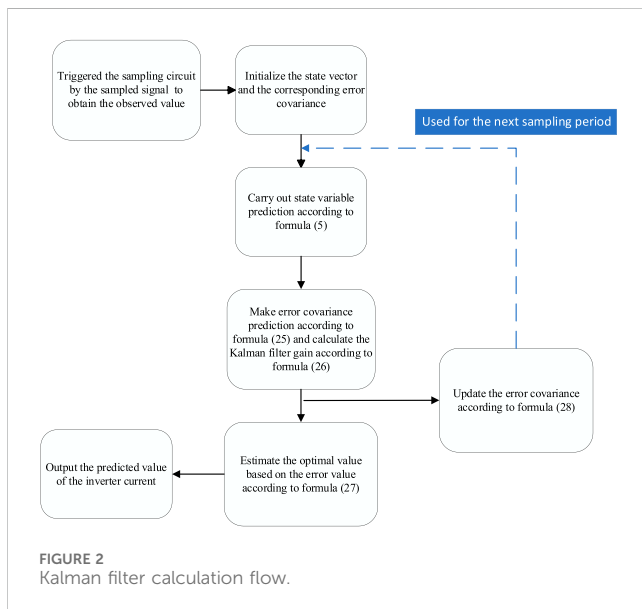 Triggered the sampling circuit
by the sampled signal to
obtain the observed value
Initialize the state vector
and the corresponding error
covariance
Used for the next sampling period
Carry out state variable
prediction according to
formula (5)
Make error covariance
prediction according to
formula (25) and calculate the
Kalman filter gain according to
formula (26)
Update the error covariance
according to formula (28)
Estimate the optimal value
based on the error value
according to formula (27)
Output the predicted value
of the inverter current
FIGURE 2
Kalman filter calculation flow.